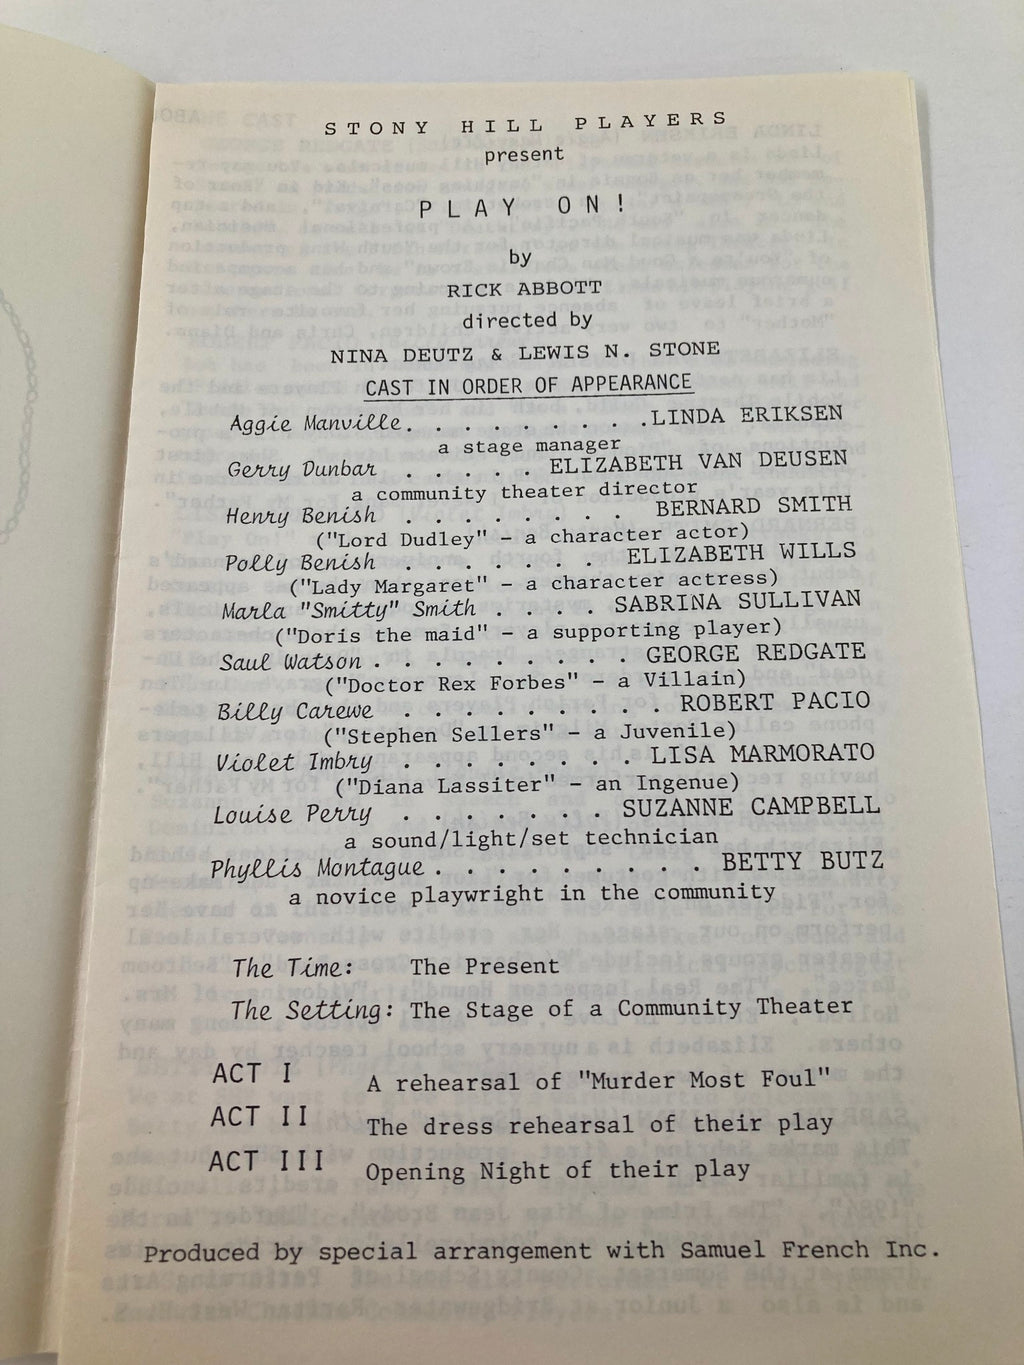 STONY HILL PLAYERS
present
PLAY ON!
by
RICK ABBOTT
directed by
NINA DEUTZ & LEWIS N. STONE
CAST IN ORDER OF APPEARANCE
Aggie Manville. . . . . . . . .LINDA ERIKSEN
a stage manager
Gerry Dunbar . . . . . ELIZABETH VAN DEUSEN
a community theater director
Henry Benish . . . . . . . . BERNARD SMITH
("Lord Dudley" - a character actor)
Polly Benish . . . . . . . ELIZABETH WILLS
("Lady Margaret" - a character actress)
Marla "Smitty" Smith . . . . SABRINA SULLIVAN
("Doris the maid" - a supporting player)
Saul Watson . . . . . . . . . GEORGE REDGATE
("Doctor Rex Forbes" - a Villain)
Billy Carewe . . . . . . . . . ROBERT PACIO
("Stephen Sellers" - a Juvenile)
Violet Imbry . . . . . . . . LISA MARMORATO
("Diana Lassiter" - an Ingenue)
Louise Perry . . . . . . . SUZANNE CAMPBELL
a sound/light/set technician
Phyllis Montague . . . . . . . . . BETTY BUTZ
a novice playwright in the community
The Time: The Present
The Setting: The Stage of a Community Theater
ACT I A rehearsal of "Murder Most Foul"
ACT II The dress rehearsal of their play
ACT III Opening Night of their play
Produced by special arrangement with Samuel French Inc.